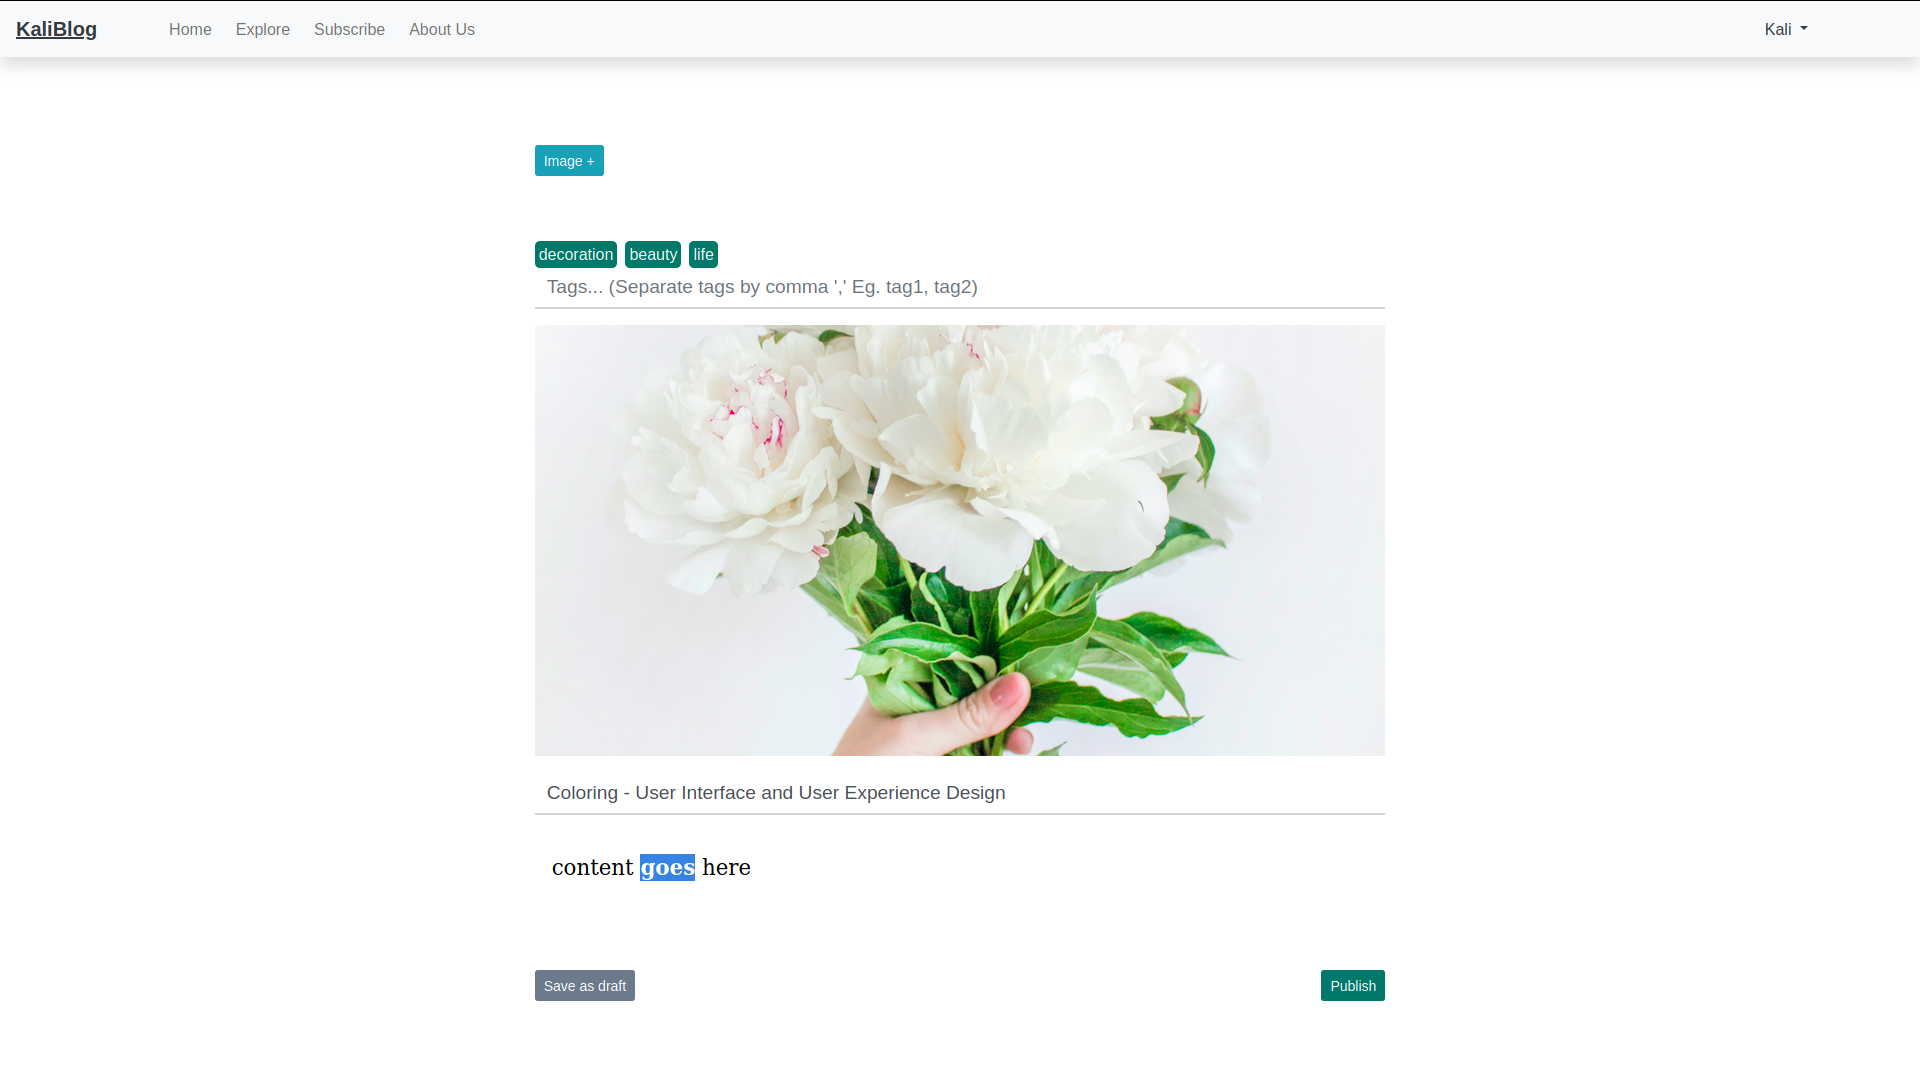 KaliBlog Home Explore Subscribe About Us Kali
Image +
decoration beauty life
Tags... (Separate tags by comma ',' Eg. tag1, tag2)
Coloring - User Interface and User Experience Design
content goes here
Save as draft Publish